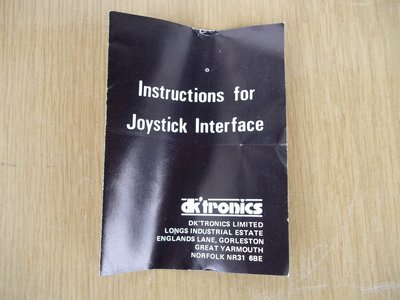 Instructions for
Joystick Interface
dk'tronics
DK'TRONICS LIMITED
LONGS INDUSTRIAL ESTATE
ENGLANDS LANE, GORLESTON
GREAT YARMOUTH
NORFOLK NR31 6BE